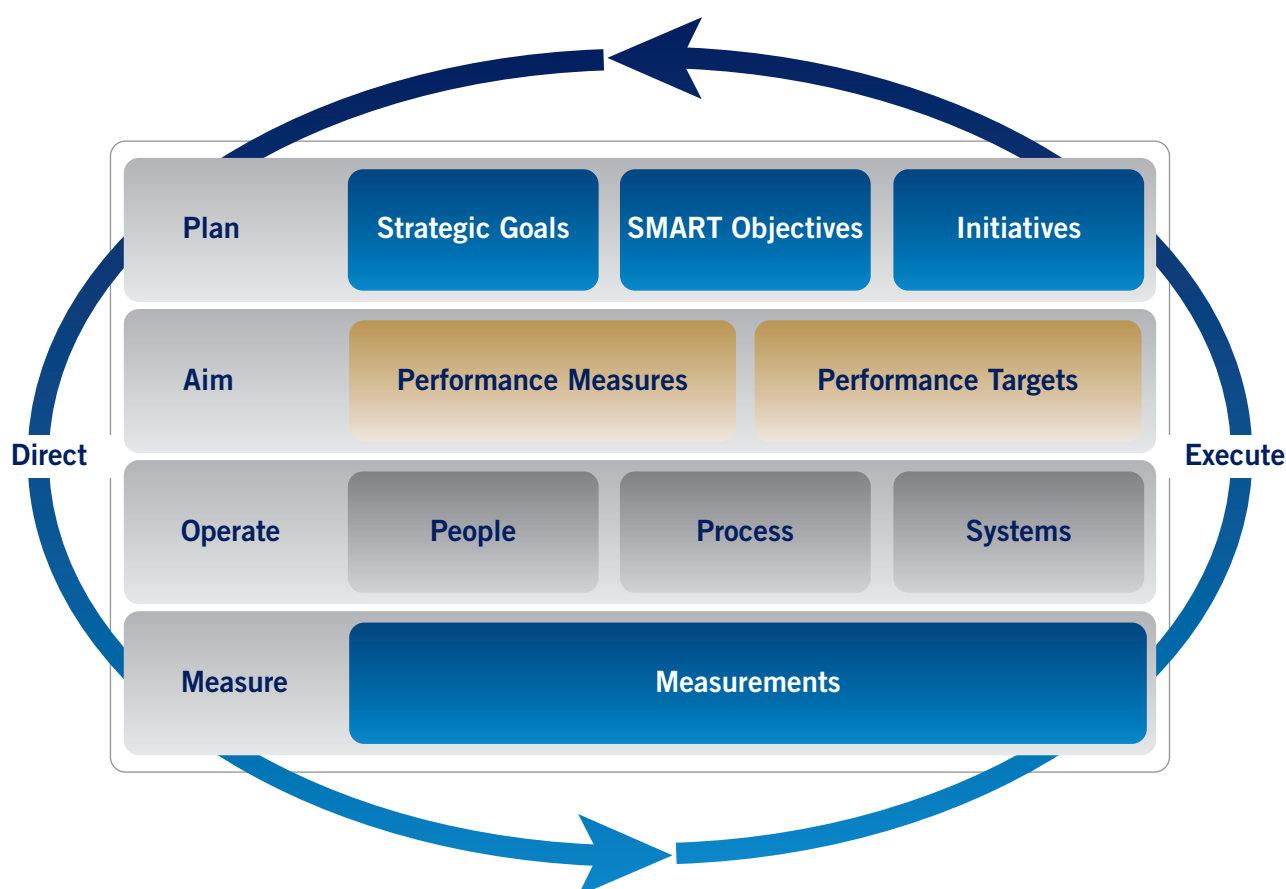 Plan
Strategic Goals
SMART Objectives
Initiatives
Aim
Performance Measures
Performance Targets
Direct
Execute
Operate
People
Process
Systems
Measure
Measurements